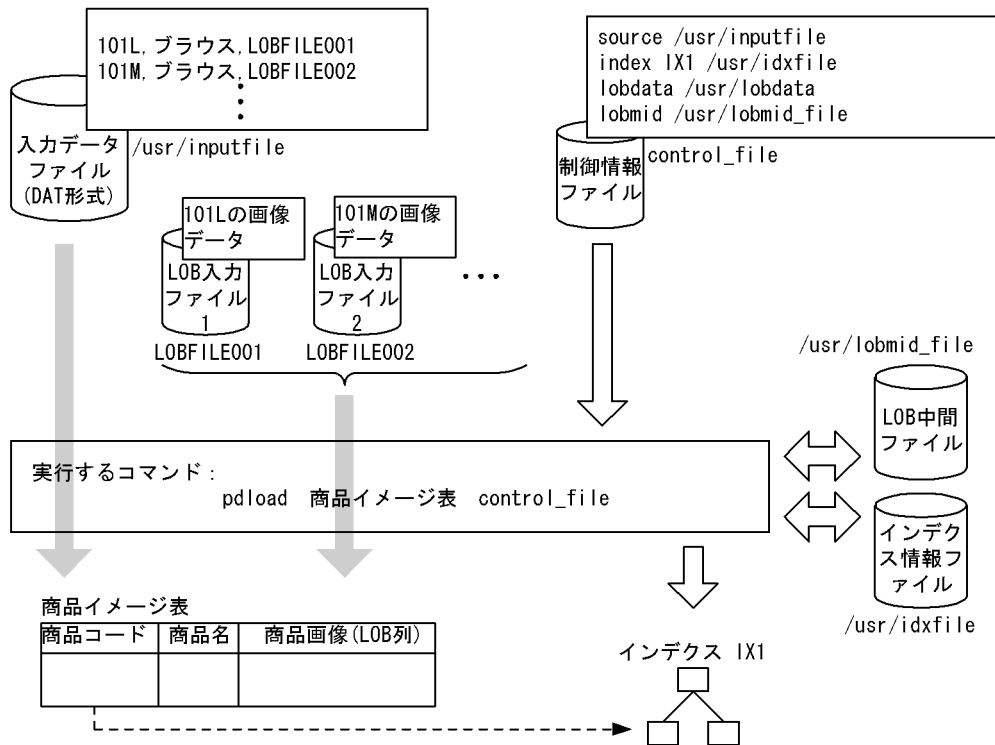 101L, ブラウス, LOBFILE001
101M, ブラウス, LOBFILE002
入力データ
ファイル
(DAT形式)
/usr/inputfile
source /usr/inputfile
index IX1 /usr/idxfile
lobdata /usr/lobdata
lobmid /usr/lobmid_file
制御情報
ファイル
control_file
101Lの画像
データ
LOB入力
ファイル
1
LOBFILE001
101Mの画像
データ
LOB入力
ファイル
2
LOBFILE002
...
/usr/lobmid_file
LOB中間
ファイル
実行するコマンド：
pdload 商品イメージ表 control_file
インデク
ス情報フ
ァイル
/usr/idxfile
商品イメージ表
商品コード 商品名 商品画像(LOB列)
インデクス IX1